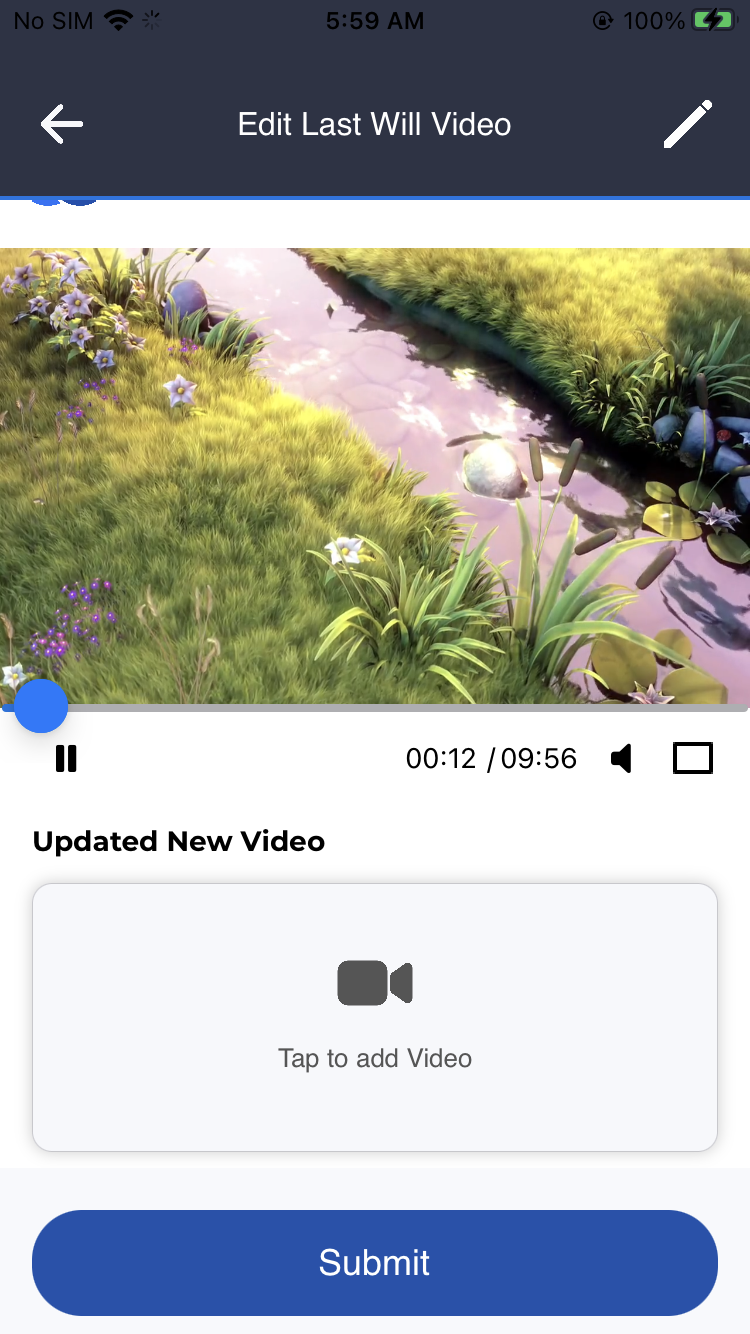 No SIM 5:59 AM 100%
Edit Last Will Video
00:12 / 09:56
Updated New Video
Tap to add Video
Submit